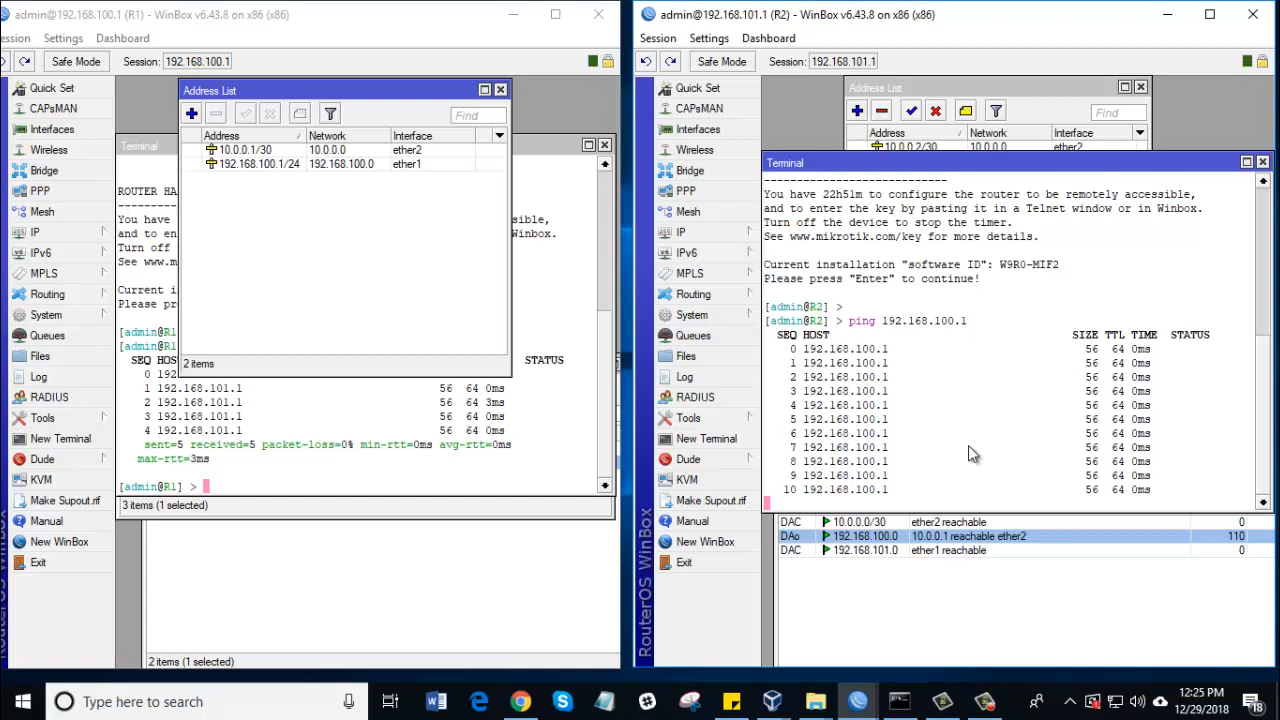 admin@192.168.100.1 (R1) - WinBox v6.43.8 on x86 (x86)
ession Settings Dashboard
Safe Mode Session: 192.168.100.1
Quick Set
CAPsMAN
Interfaces
Wireless
Bridge
PPP
Mesh
IP
IPv6
MPLS
Routing
System
Queues
Files
Log
RADIUS
Tools
New Terminal
Dude
KVM
Make Supout.rif
Manual
New WinBox
Exit
RouterOS WinBox
Address List
Find
Address Network Interface
10.0.0.1/30 10.0.0.0 ether2
192.168.100.1/24 192.168.100.0 ether1
2 items
Terminal
ROUTER HA
---------
You have ssible,
and to en Winbox.
Turn off
See www.m
Current i
Please pr
[admin@R1
[admin@R1
SEQ HOS STATUS
0 192
1 192.168.101.1 56 64 0ms
2 192.168.101.1 56 64 3ms
3 192.168.101.1 56 64 0ms
4 192.168.101.1 56 64 0ms
sent=5 received=5 packet-loss=0% min-rtt=0ms avg-rtt=0ms
max-rtt=3ms
[admin@R1] >
3 items (1 selected)
2 items (1 selected)
admin@192.168.101.1 (R2) - WinBox v6.43.8 on x86 (x86)
Session Settings Dashboard
Safe Mode Session: 192.168.101.1
Quick Set
CAPsMAN
Interfaces
Wireless
Bridge
PPP
Mesh
IP
IPv6
MPLS
Routing
System
Queues
Files
Log
RADIUS
Tools
New Terminal
Dude
KVM
Make Supout.rif
Manual
New WinBox
Exit
RouterOS WinBox
Address List
Find
Address Network Interface
10.0.0.2/30 10.0.0.0 ether2
Terminal
----------------------------
You have 22h51m to configure the router to be remotely accessible,
and to enter the key by pasting it in a Telnet window or in Winbox.
Turn off the device to stop the timer.
See www.mikrotik.com/key for more details.
Current installation "software ID": W9R0-MIF2
Please press "Enter" to continue!
[admin@R2] >
[admin@R2] > ping 192.168.100.1
SEQ HOST SIZE TTL TIME STATUS
0 192.168.100.1 56 64 0ms
1 192.168.100.1 56 64 0ms
2 192.168.100.1 56 64 0ms
3 192.168.100.1 56 64 0ms
4 192.168.100.1 56 64 0ms
5 192.168.100.1 56 64 0ms
6 192.168.100.1 56 64 0ms
7 192.168.100.1 56 64 0ms
8 192.168.100.1 56 64 0ms
9 192.168.100.1 56 64 0ms
10 192.168.100.1 56 64 0ms
DAC 10.0.0.0/30 ether2 reachable 0
DAo 192.168.100.0 10.0.0.1 reachable ether2 110
DAC 192.168.101.0 ether1 reachable 0
Type here to search
12:25 PM
12/29/2018
18